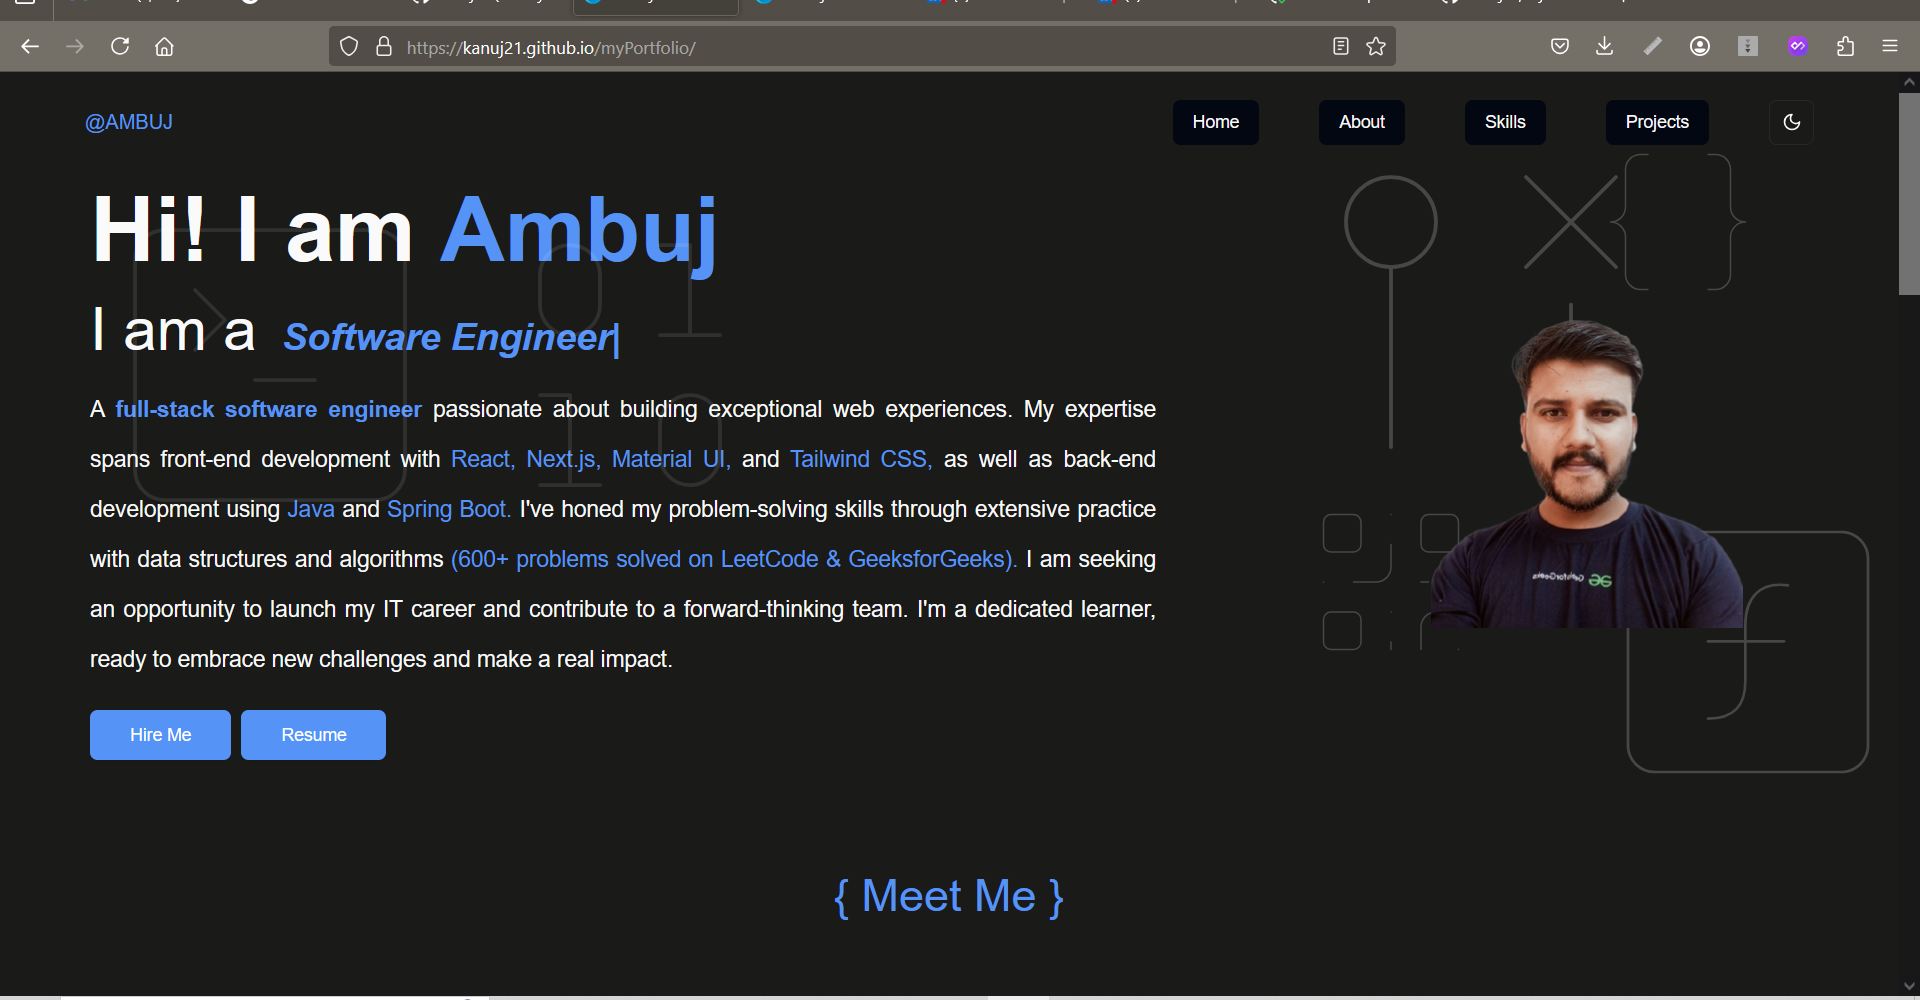 https://kanuj21.github.io/myPortfolio/
@AMBUJ
Home
About
Skills
Projects
Hi! I am Ambuj
I am a Software Engineer|
A full-stack software engineer passionate about building exceptional web experiences. My expertise
spans front-end development with React, Next.js, Material UI, and Tailwind CSS, as well as back-end
development using Java and Spring Boot. I've honed my problem-solving skills through extensive practice
with data structures and algorithms (600+ problems solved on LeetCode & GeeksforGeeks). I am seeking
an opportunity to launch my IT career and contribute to a forward-thinking team. I'm a dedicated learner,
ready to embrace new challenges and make a real impact.
Hire Me
Resume
{ Meet Me }